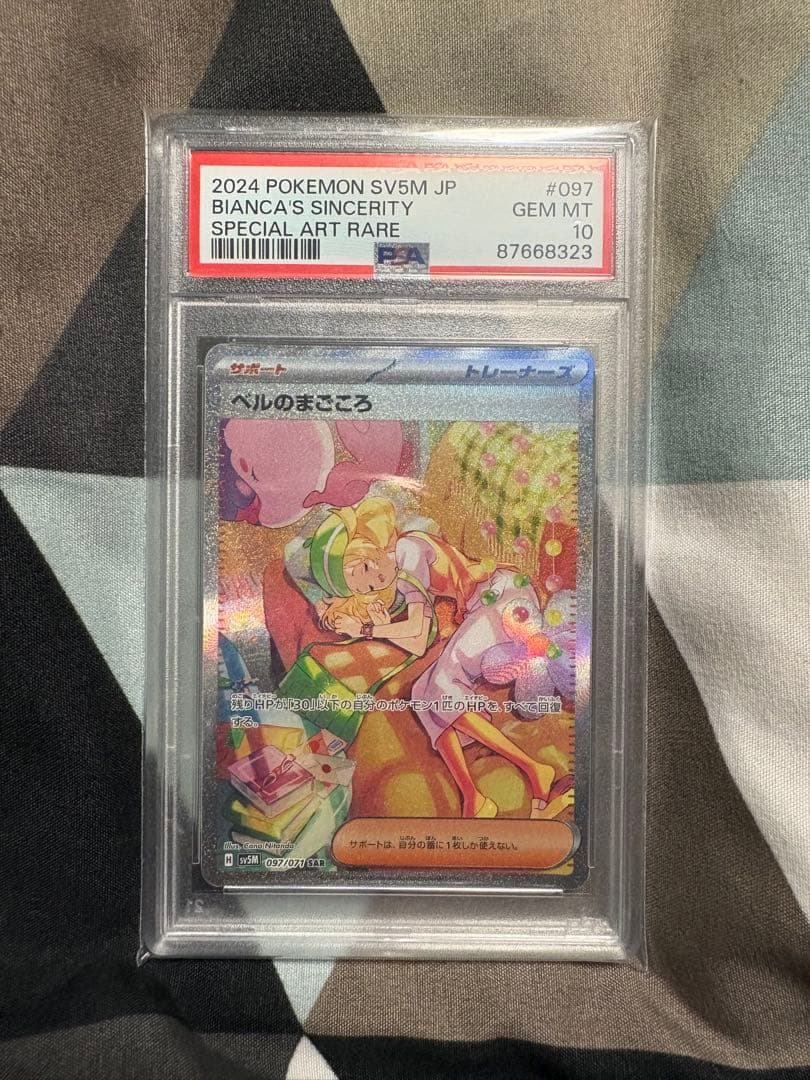 2024 POKEMON SV5M JP #097
BIANCA'S SINCERITY GEM MT
SPECIAL ART RARE 10
PSA 87668323
サポート トレーナーズ
ベルのまごころ
残りHPが「30」以下の自分のポケモン1匹のHPを、すべて回復
する。
サポートは、自分の番に1枚しか使えない。
Illus. Cona Nitanda
H sv5M 097/071 SAR